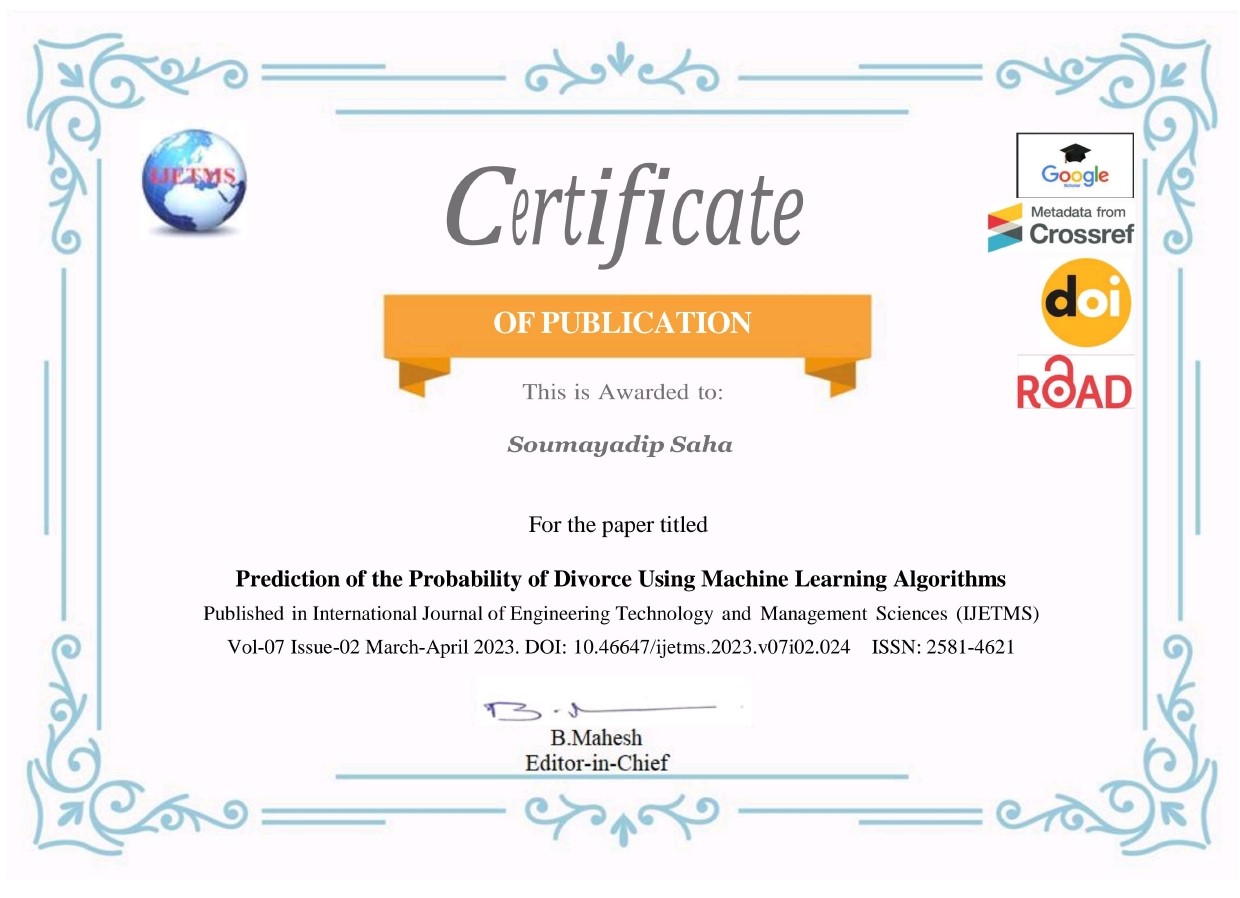 IJETMS
Certificate
Google
Scholar
Metadata from
Crossref
doi
ROAD
OF PUBLICATION
This is Awarded to:
Soumayadip Saha
For the paper titled
Prediction of the Probability of Divorce Using Machine Learning Algorithms
Published in International Journal of Engineering Technology and Management Sciences (IJETMS)
Vol-07 Issue-02 March-April 2023. DOI: 10.46647/ijetms.2023.v07i02.024 ISSN: 2581-4621
B.Mahesh
Editor-in-Chief